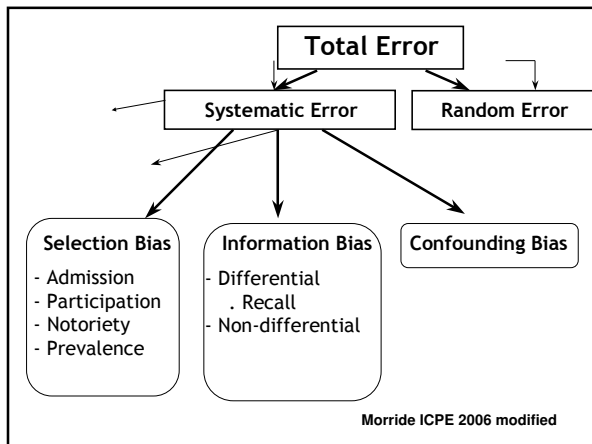 Total Error
Systematic Error
Random Error
Selection Bias
- Admission
- Participation
- Notoriety
- Prevalence
Information Bias
- Differential
. Recall
- Non-differential
Confounding Bias
Morride ICPE 2006 modified